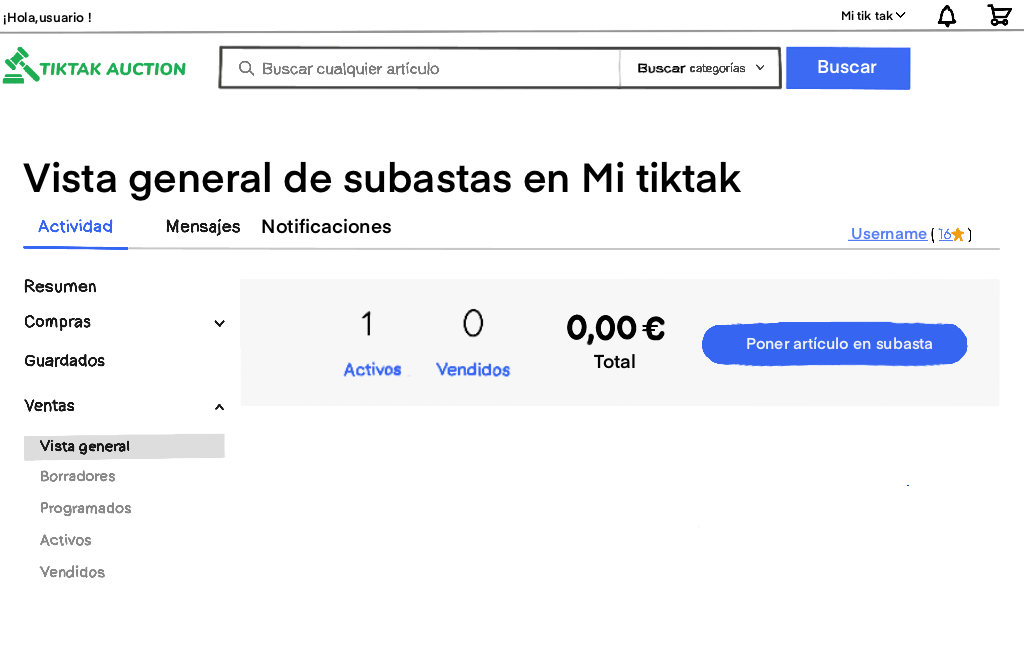 ¡Hola,usuario !
Mi tik tak
TIKTAK AUCTION
Buscar cualquier artículo
Buscar categorías
Buscar
Vista general de subastas en Mi tiktak
Actividad
Mensajes
Notificaciones
Username ( 16⭐ )
Resumen
Compras
Guardados
Ventas
Vista general
Borradores
Programados
Activos
Vendidos
1
Activos
0
Vendidos
0,00 €
Total
Poner artículo en subasta